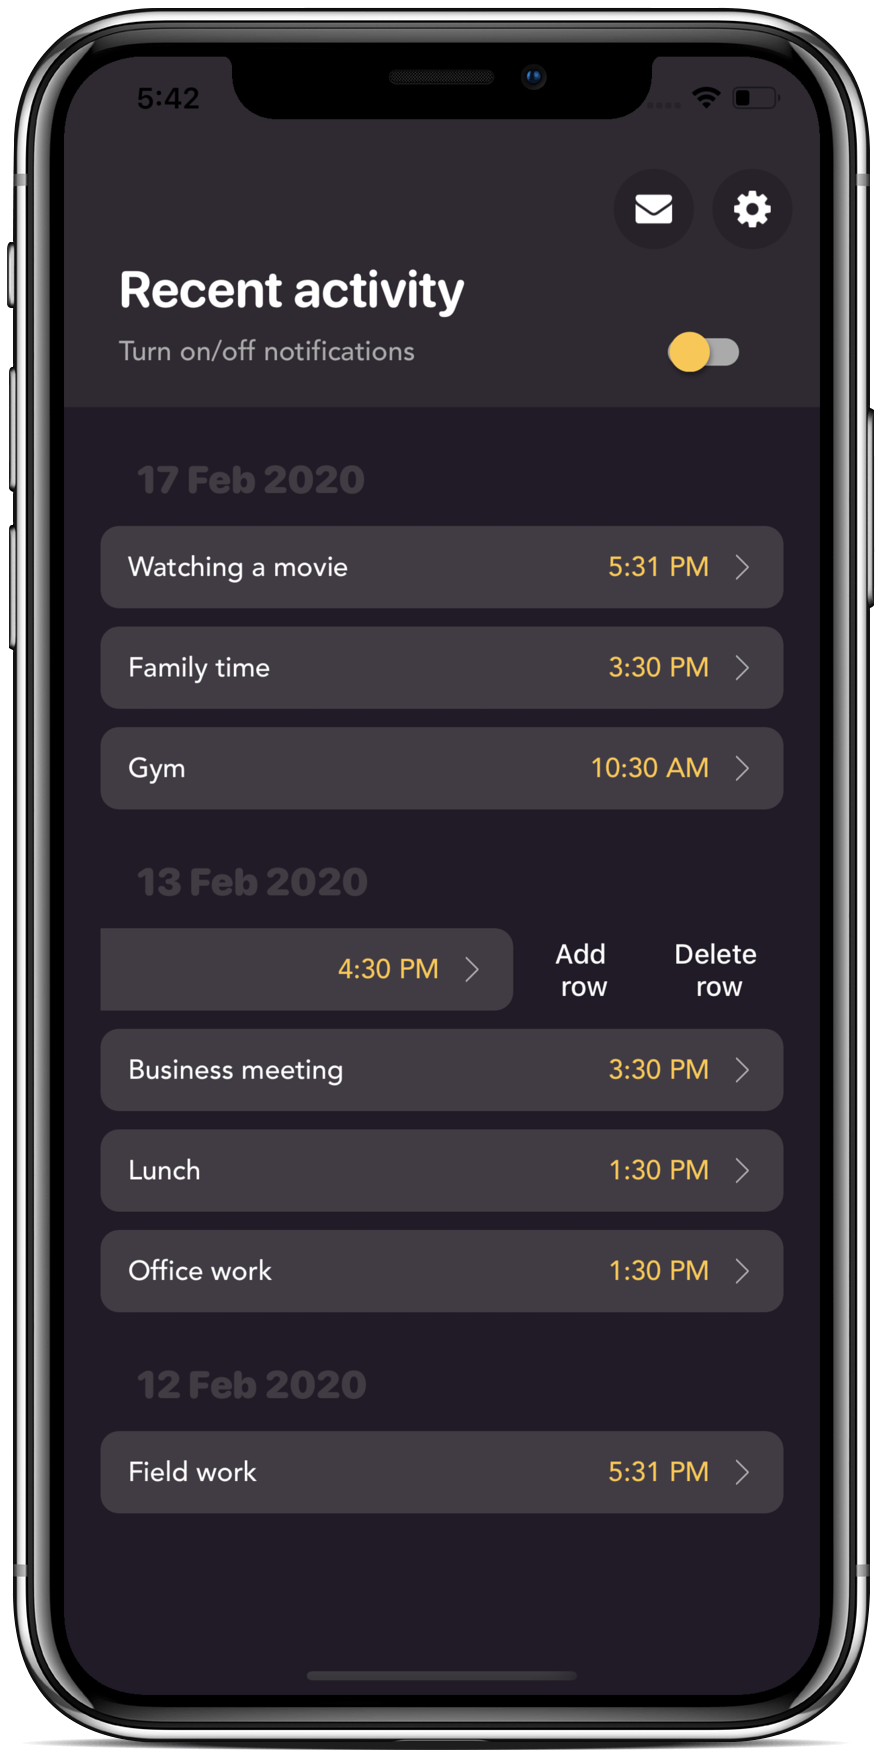 5:42
Recent activity
Turn on/off notifications
17 Feb 2020
Watching a movie 5:31 PM
Family time 3:30 PM
Gym 10:30 AM
13 Feb 2020
4:30 PM Add row Delete row
Business meeting 3:30 PM
Lunch 1:30 PM
Office work 1:30 PM
12 Feb 2020
Field work 5:31 PM